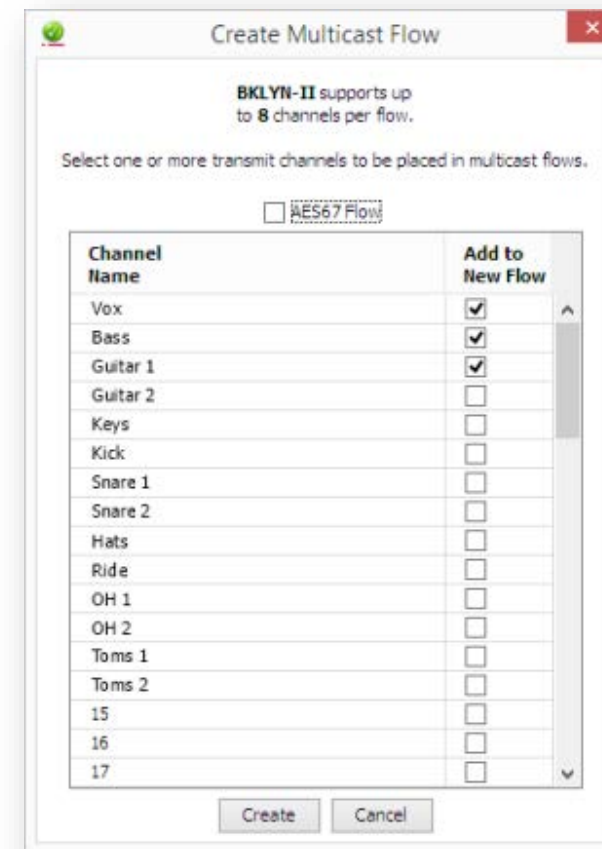 Create Multicast Flow
BKLYN-II supports up
to 8 channels per flow.
Select one or more transmit channels to be placed in multicast flows.
AES67 Flow
Channel Name Add to New Flow
Vox
Bass
Guitar 1
Guitar 2
Keys
Kick
Snare 1
Snare 2
Hats
Ride
OH 1
OH 2
Toms 1
Toms 2
15
16
17
Create Cancel